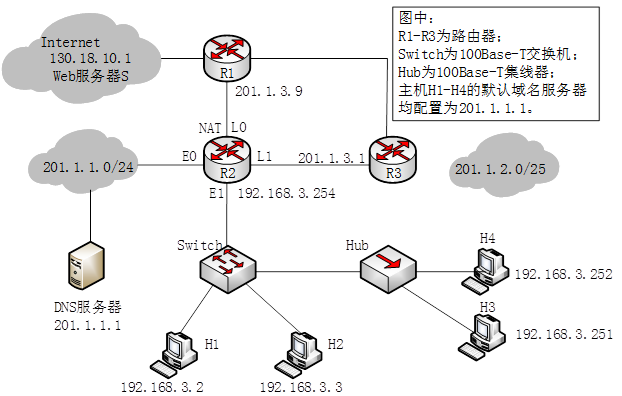 Internet
130.18.10.1
Web服务器S
R1
201.1.3.9
图中：
R1-R3为路由器；
Switch为100Base-T交换机；
Hub为100Base-T集线器；
主机H1-H4的默认域名服务器
均配置为201.1.1.1。
NAT L0
201.1.1.0/24
E0
R2
L1
201.1.3.1
R3
201.1.2.0/25
E1
192.168.3.254
Switch
Hub
H4
192.168.3.252
DNS服务器
201.1.1.1
H3
192.168.3.251
H1
H2
192.168.3.2
192.168.3.3